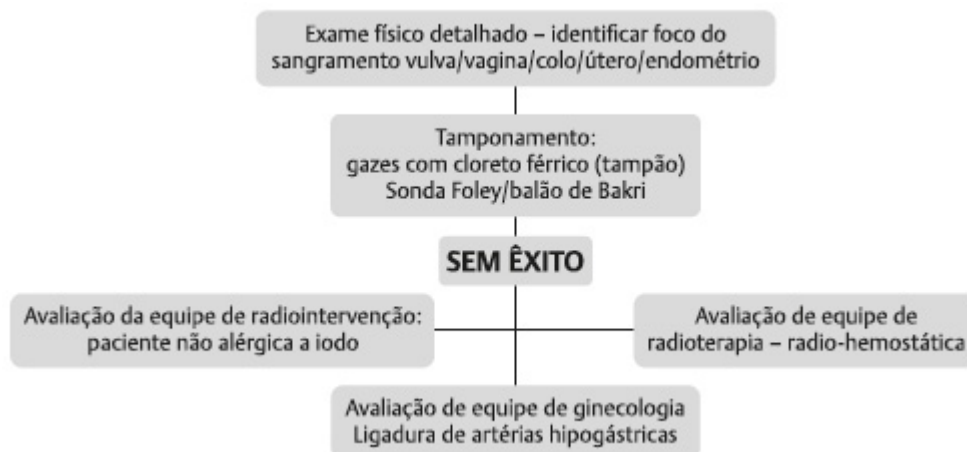 Exame físico detalhado – identificar foco do
sangramento vulva/vagina/colo/útero/endométrio
Tamponamento:
gazes com cloreto férrico (tampão)
Sonda Foley/balão de Bakri
SEM ÊXITO
Avaliação da equipe de radiointervenção:
paciente não alérgica a iodo
Avaliação de equipe de
radioterapia – radio-hemostática
Avaliação de equipe de ginecologia
Ligadura de artérias hipogástricas